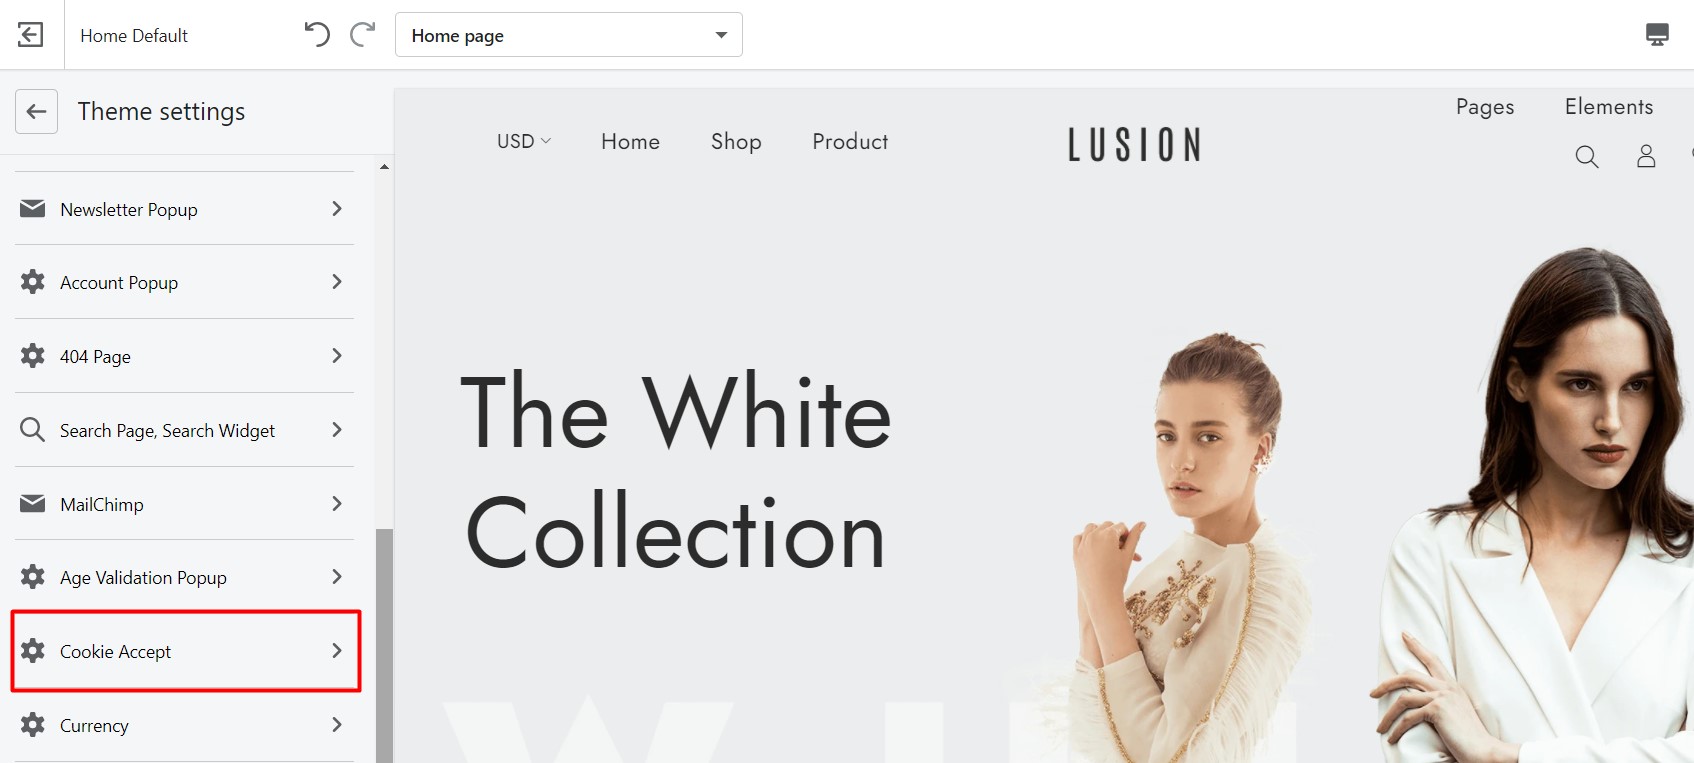 Home Default
Home page
Theme settings
Newsletter Popup
Account Popup
404 Page
Search Page, Search Widget
MailChimp
Age Validation Popup
Cookie Accept
Currency
USD
Home
Shop
Product
LUSION
Pages
Elements
The White
Collection